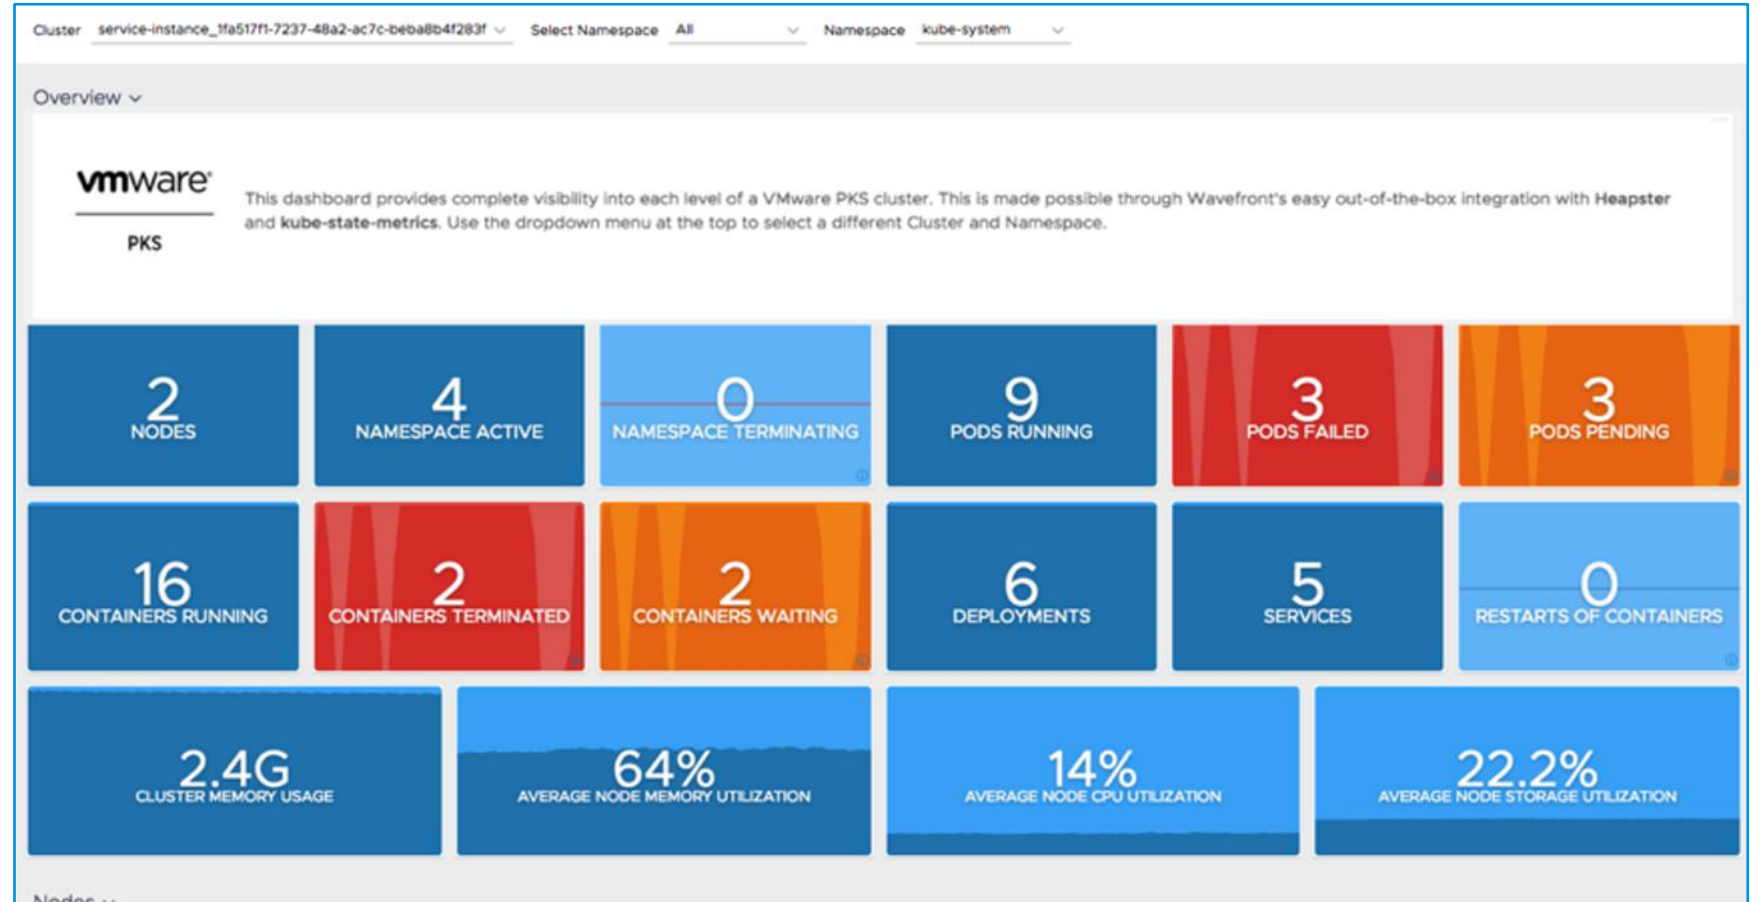 Cluster service-instance_1fa517f1-7237-48a2-ac7c-beba8b4f283f Select Namespace All Namespace kube-system
Overview
vmware
PKS
This dashboard provides complete visibility into each level of a VMware PKS cluster. This is made possible through Wavefront's easy out-of-the-box integration with Heapster
and kube-state-metrics. Use the dropdown menu at the top to select a different Cluster and Namespace.
2
NODES
4
NAMESPACE ACTIVE
0
NAMESPACE TERMINATING
9
PODS RUNNING
3
PODS FAILED
3
PODS PENDING
16
CONTAINERS RUNNING
2
CONTAINERS TERMINATED
2
CONTAINERS WAITING
6
DEPLOYMENTS
5
SERVICES
0
RESTARTS OF CONTAINERS
2.4G
CLUSTER MEMORY USAGE
64%
AVERAGE NODE MEMORY UTILIZATION
14%
AVERAGE NODE CPU UTILIZATION
22.2%
AVERAGE NODE STORAGE UTILIZATION
Nodes